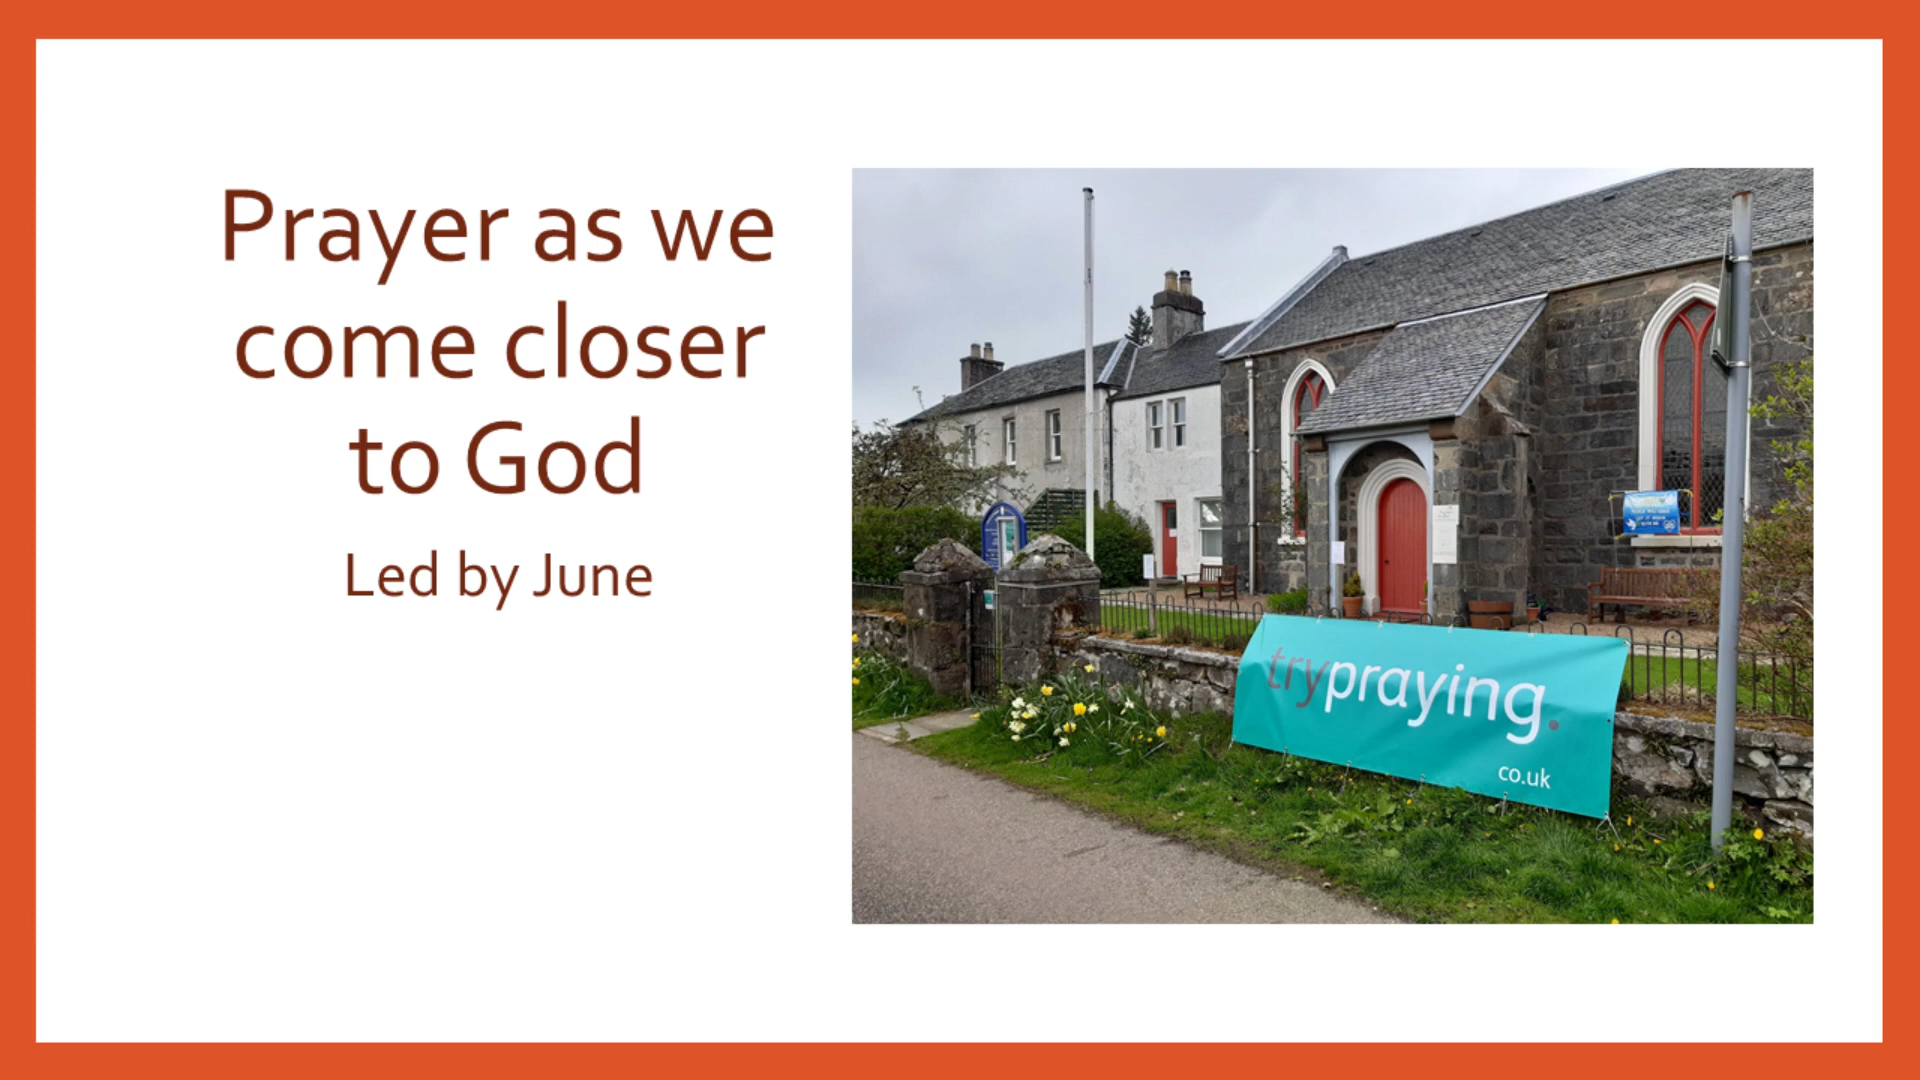 Prayer as we
come closer
to God
Led by June
trypraying.
co.uk